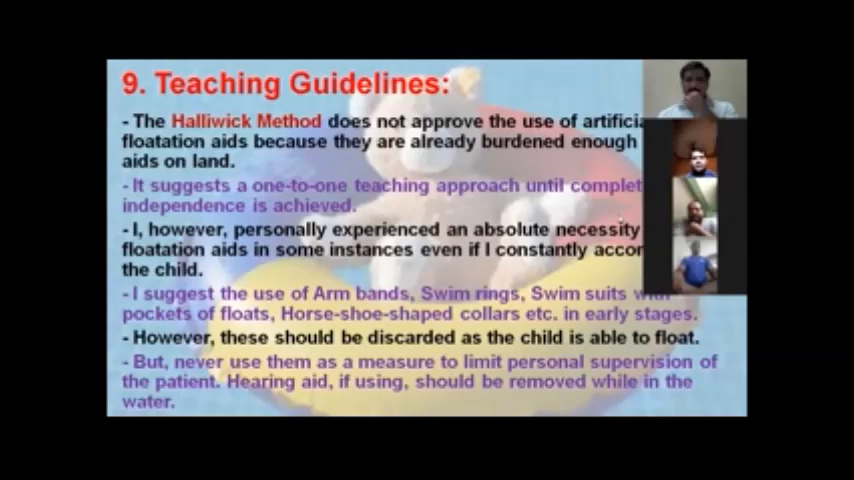 9. Teaching Guidelines:
- The Halliwick Method does not approve the use of artificia
floatation aids because they are already burdened enough
aids on land.
- It suggests a one-to-one teaching approach until complet
independence is achieved.
- I, however, personally experienced an absolute necessity
floatation aids in some instances even if I constantly accor
the child.
- I suggest the use of Arm bands, Swim rings, Swim suits with
pockets of floats, Horse-shoe-shaped collars etc. in early stages.
- However, these should be discarded as the child is able to float.
- But, never use them as a measure to limit personal supervision of
the patient. Hearing aid, if using, should be removed while in the
water.